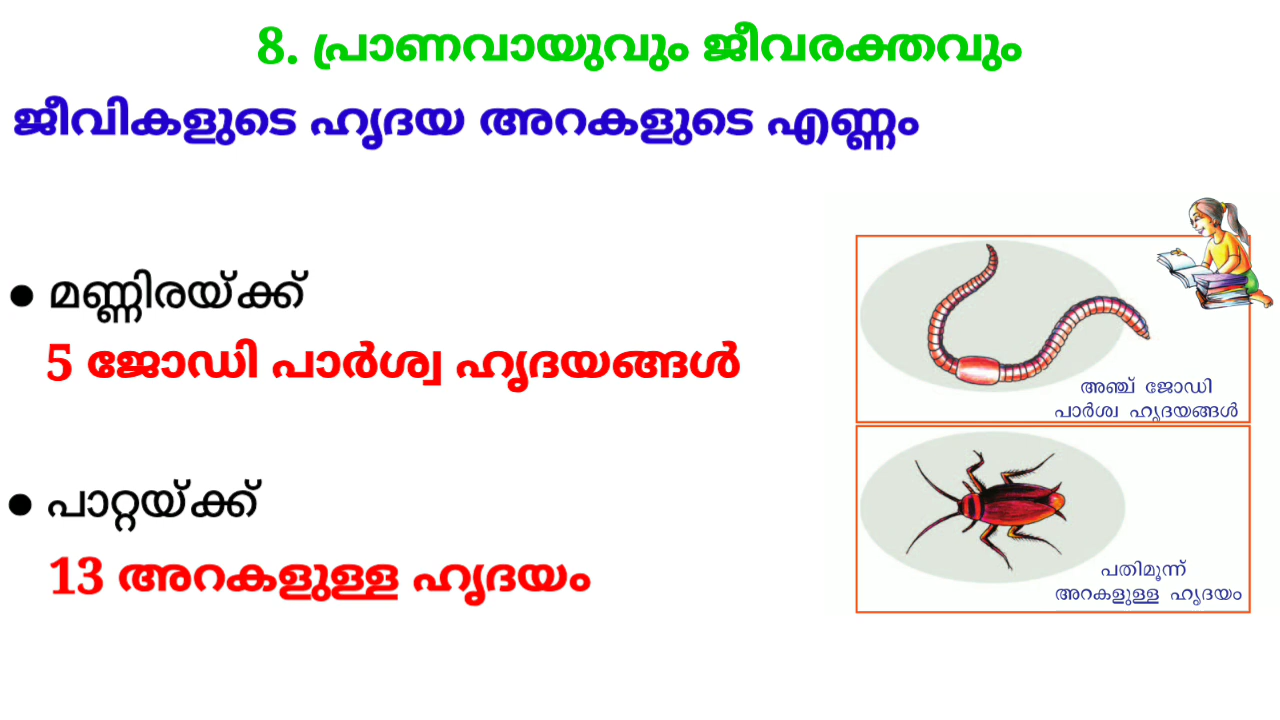 8. പ്രാണവായുവും ജീവരക്തവും
ജീവികളുടെ ഹൃദയ അറകളുടെ എണ്ണം
• മണ്ണിരയ്ക്ക്
5 ജോഡി പാർശ്വ ഹൃദയങ്ങൾ
• പാറ്റയ്ക്ക്
13 അറകളുള്ള ഹൃദയം
അഞ്ച് ജോഡി
പാർശ്വ ഹൃദയങ്ങൾ
പതിമൂന്ന്
അറകളുള്ള ഹൃദയം